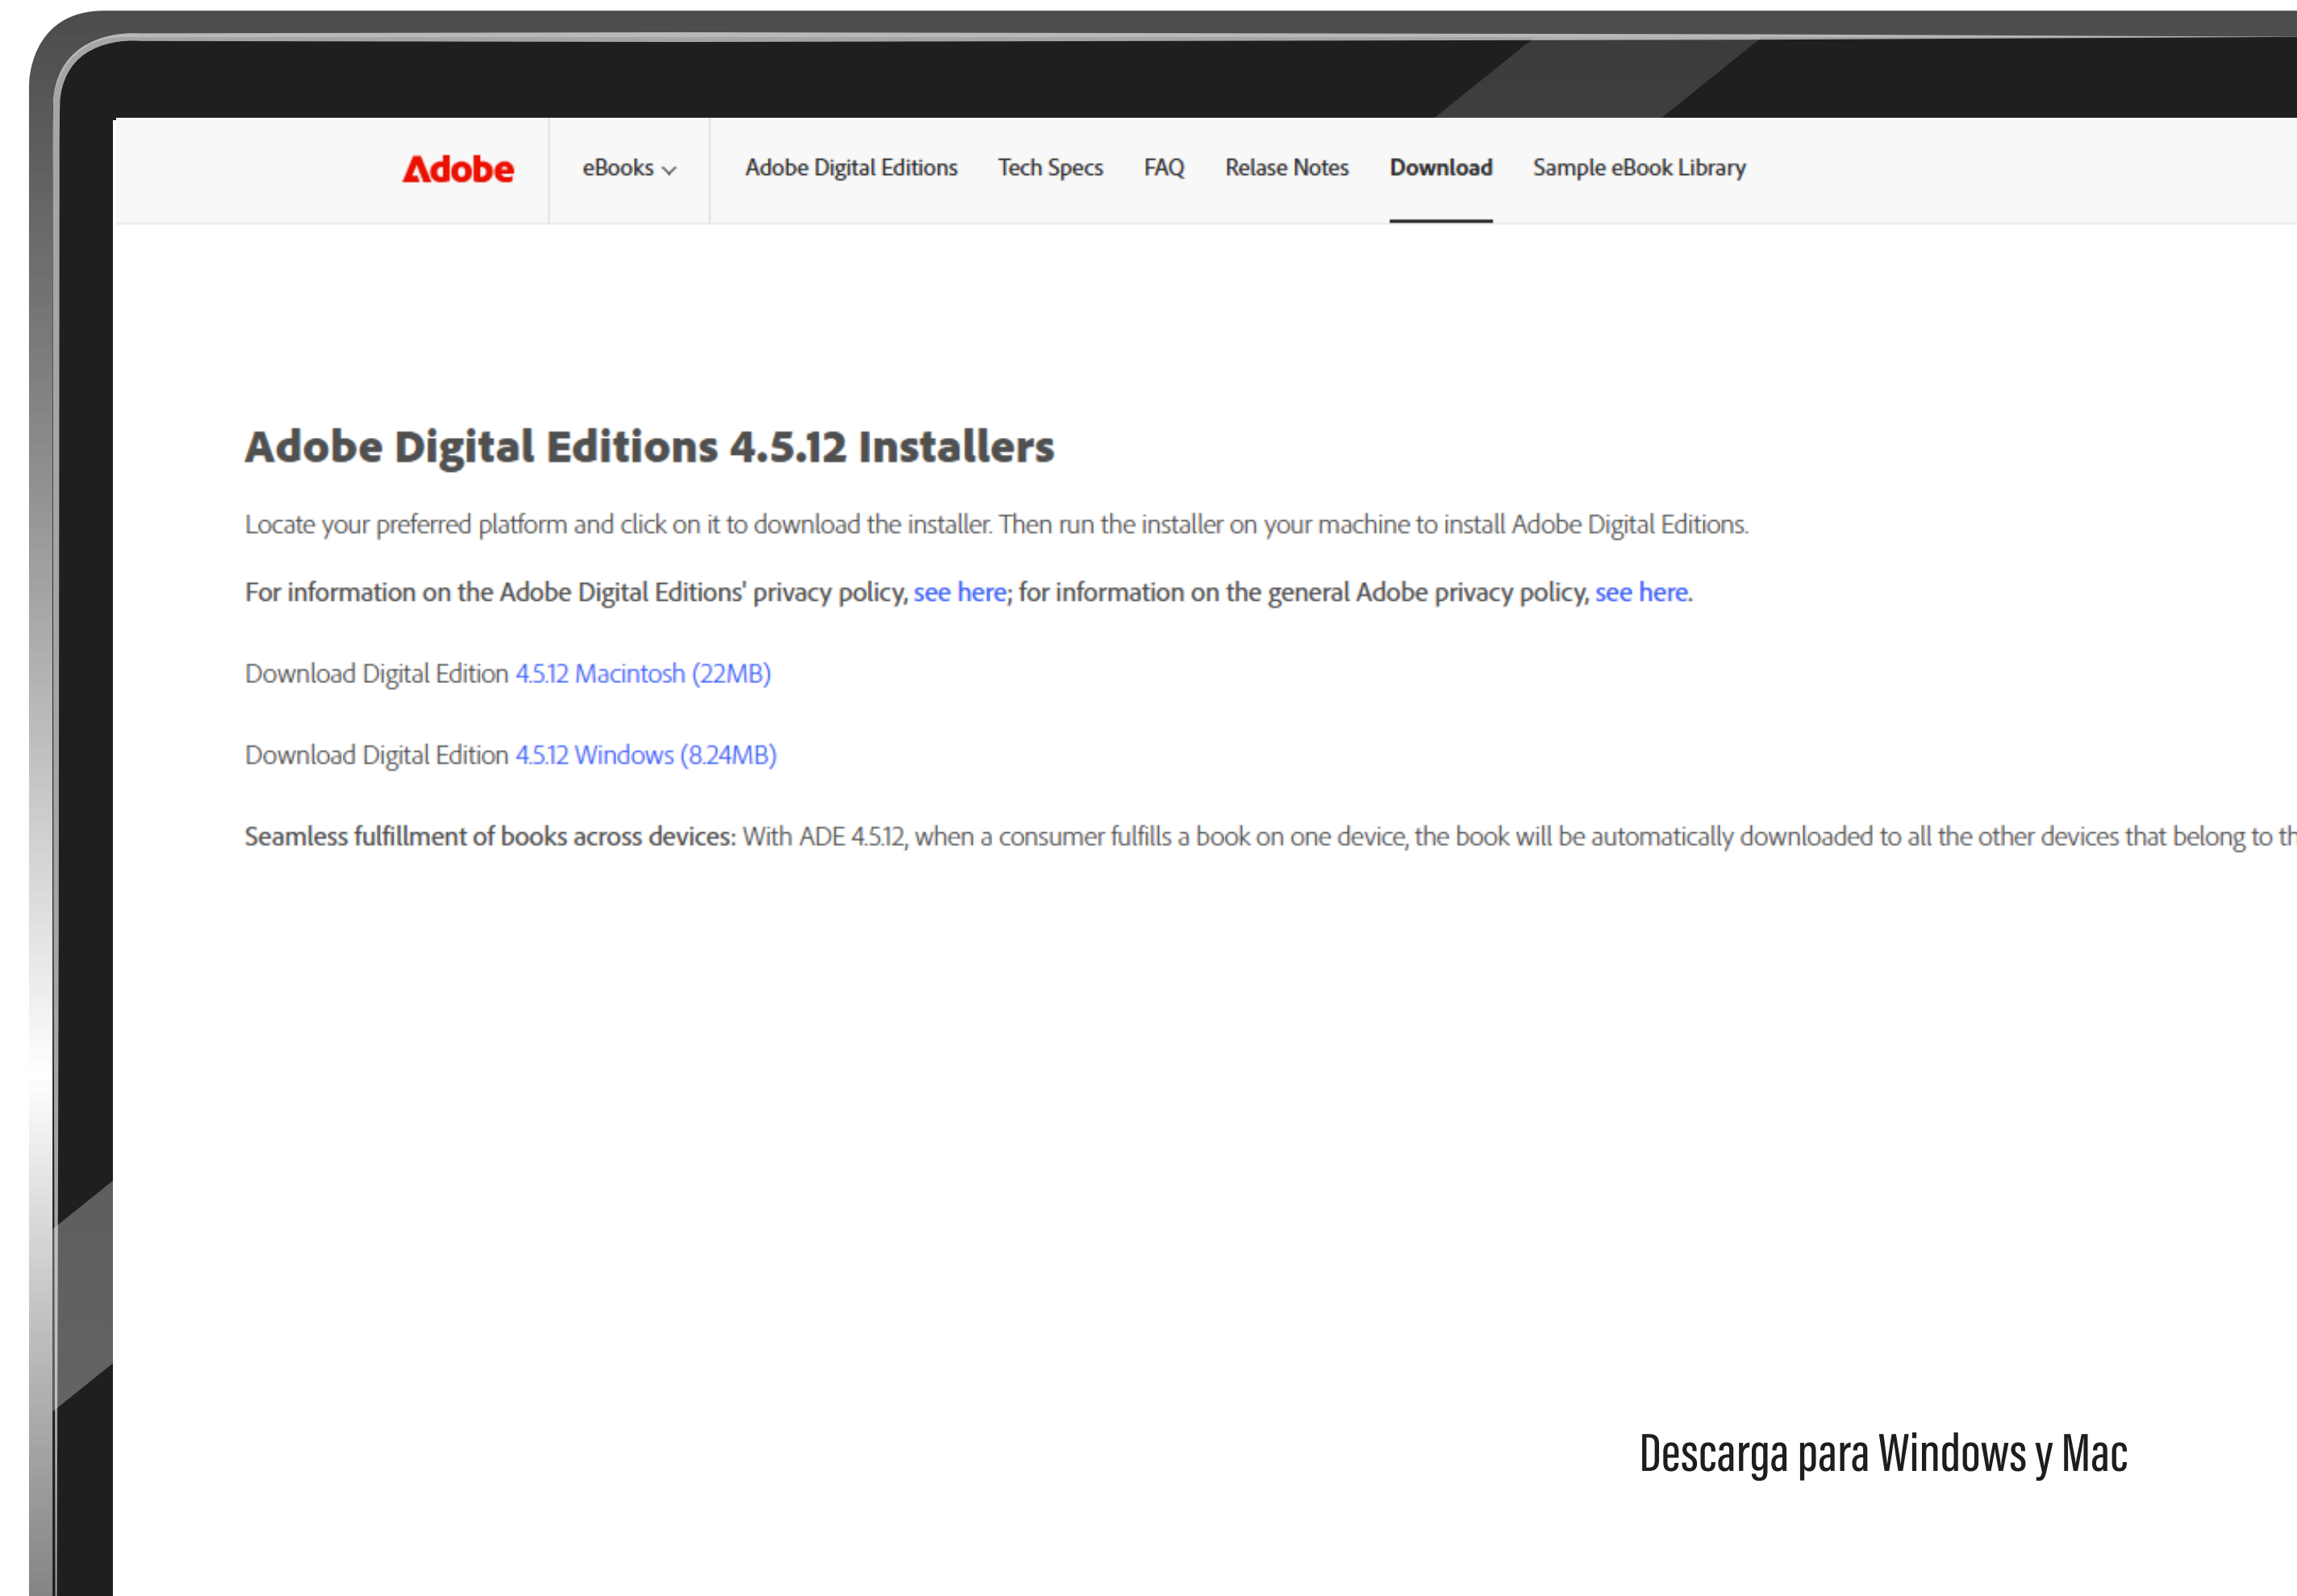 Adobe
eBooks
Adobe Digital Editions
Tech Specs
FAQ
Relase Notes
Download
Sample eBook Library
Adobe Digital Editions 4.5.12 Installers
Locate your preferred platform and click on it to download the installer. Then run the installer on your machine to install Adobe Digital Editions.
For information on the Adobe Digital Editions' privacy policy, see here; for information on the general Adobe privacy policy, see here.
Download Digital Edition 4.5.12 Macintosh (22MB)
Download Digital Edition 4.5.12 Windows (8.24MB)
Seamless fulfillment of books across devices: With ADE 4.5.12, when a consumer fulfills a book on one device, the book will be automatically downloaded to all the other devices that belong to
Descarga para Windows y Mac